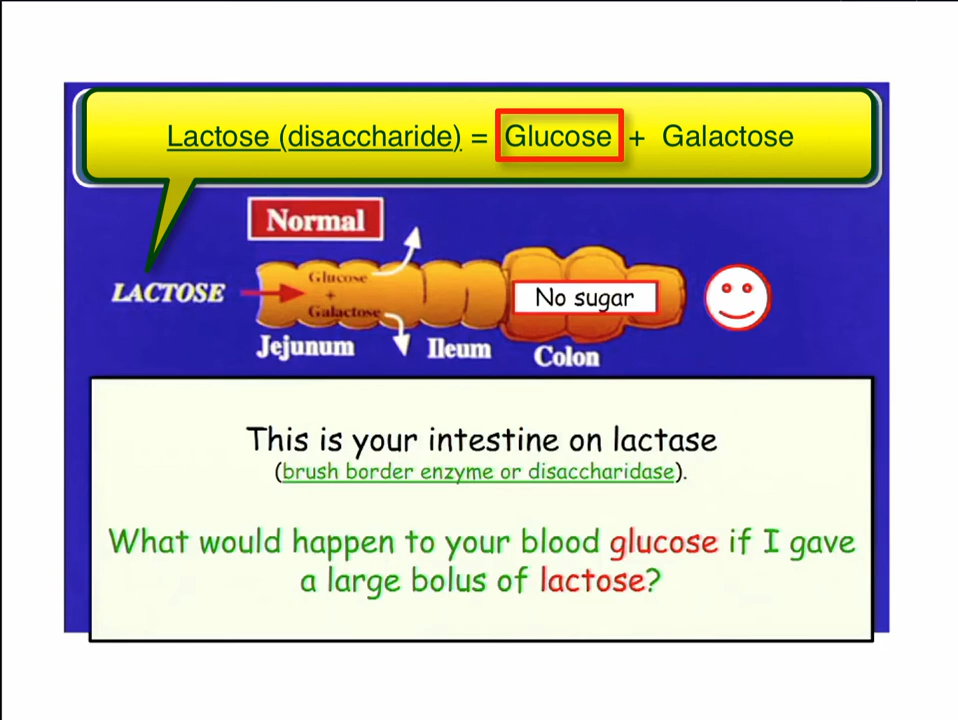 Lactose (disaccharide) = Glucose + Galactose
Normal
LACTOSE
Glucose
+
Galactose
No sugar
Jejunum
Ileum
Colon
This is your intestine on lactase
(brush border enzyme or disaccharidase).
What would happen to your blood glucose if I gave
a large bolus of lactose?